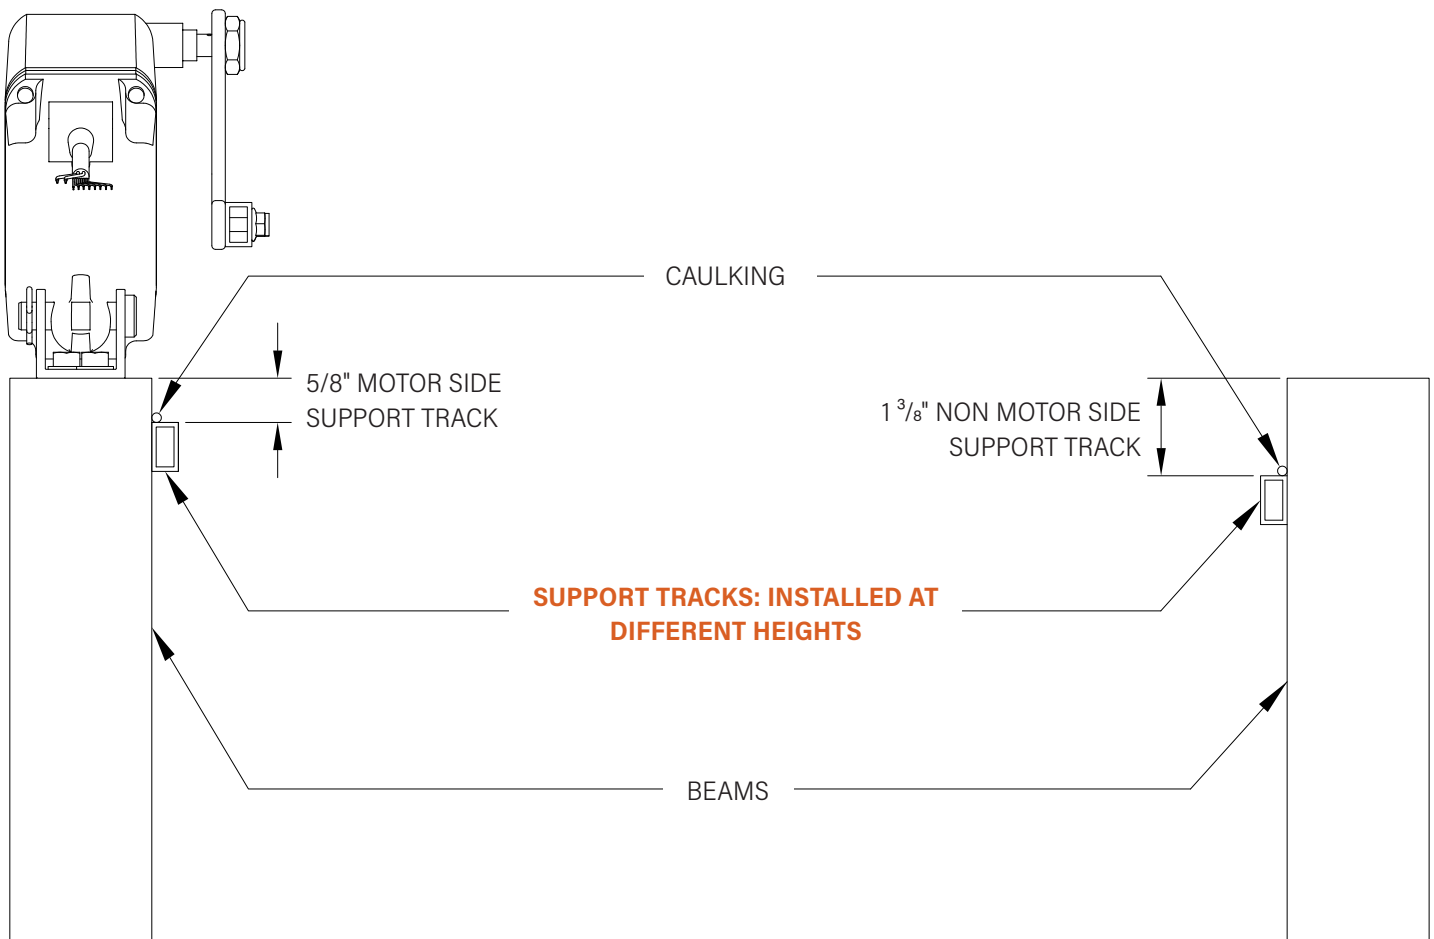 CAULKING
5/8" MOTOR SIDE
SUPPORT TRACK
1 3/8" NON MOTOR SIDE
SUPPORT TRACK
SUPPORT TRACKS: INSTALLED AT
DIFFERENT HEIGHTS
BEAMS